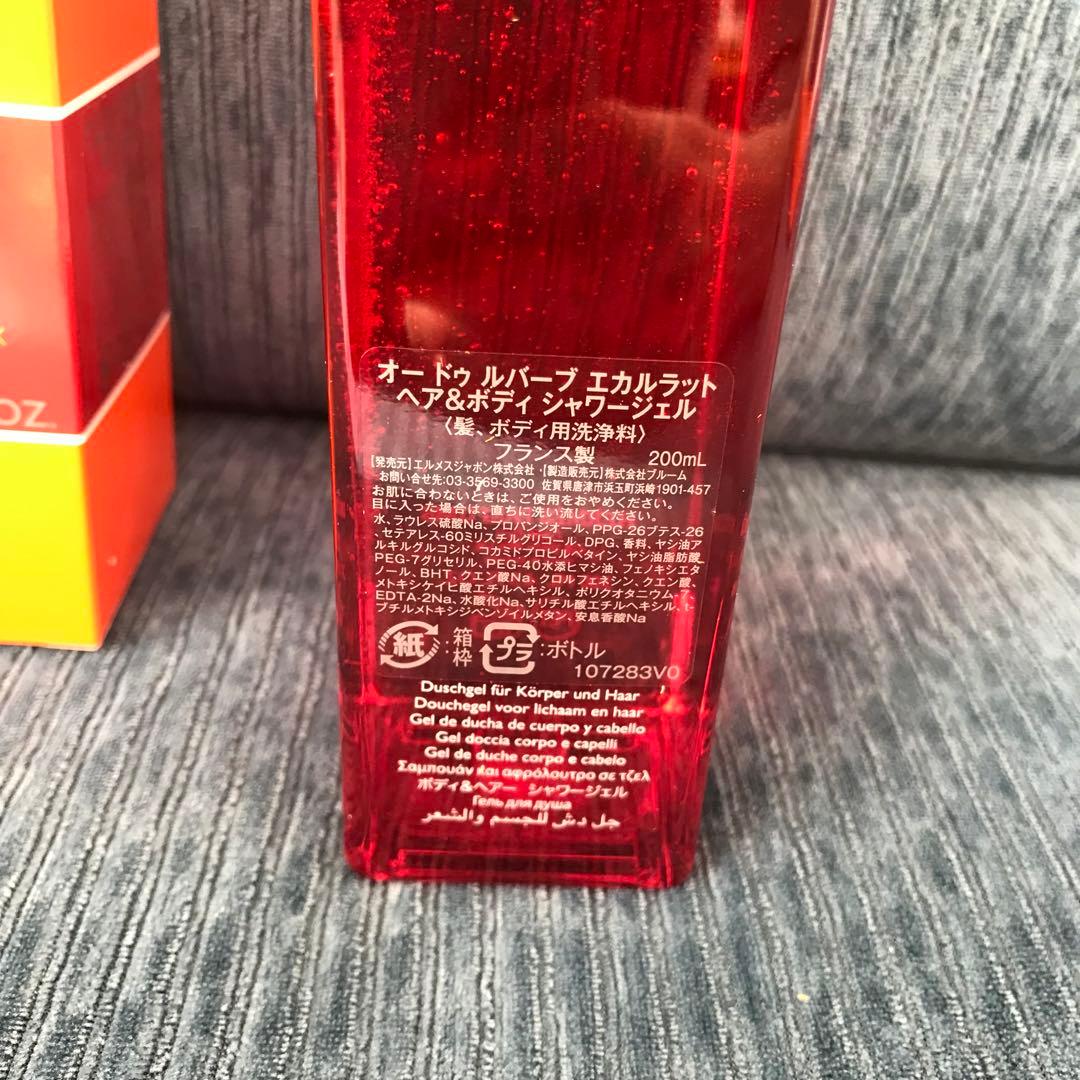 OZ.
オー ドゥ ルバーブ エカルラット
ヘア&ボディ シャワージェル
〈髪、ボディ用洗浄料〉
フランス製 200mL
【発売元】エルメスジャポン株式会社・【製造販売元】株式会社ブルーム
お問い合せ先:03-3569-3300 佐賀県唐津市浜玉町浜崎1901-457
お肌に合わないときは、ご使用をおやめください。
目に入った場合は、直ちに洗い流してください。
水、ラウレス硫酸Na、プロパンジオール、PPG-26ブテス-26
、セテアレス-60ミリスチルグリコール、DPG、香料、ヤシ油ア
ルキルグルコシド、コカミドプロピルベタイン、ヤシ油脂肪酸
PEG-7グリセリル、PEG-40水添ヒマシ油、フェノキシエタ
ノール、BHT、クエン酸Na、クロルフェネシン、クエン酸、
メトキシケイヒ酸エチルヘキシル、ポリクオタニウム-7、
EDTA-2Na、水酸化Na、サリチル酸エチルヘキシル、t-
ブチルメトキシジベンゾイルメタン、安息香酸Na
紙 :箱 枠 プラ :ボトル
107283V0
Duschgel für Körper und Haar
Douchegel voor lichaam en haar
Gel de ducha de cuerpo y cabello
Gel doccia corpo e capelli
Gel de duche corpo e cabelo
Σαμπουάν και αφρόλουτρο σε τζελ
ボディ&ヘアー シャワージェル
Гель для душа
جل دش للجسم والشعر